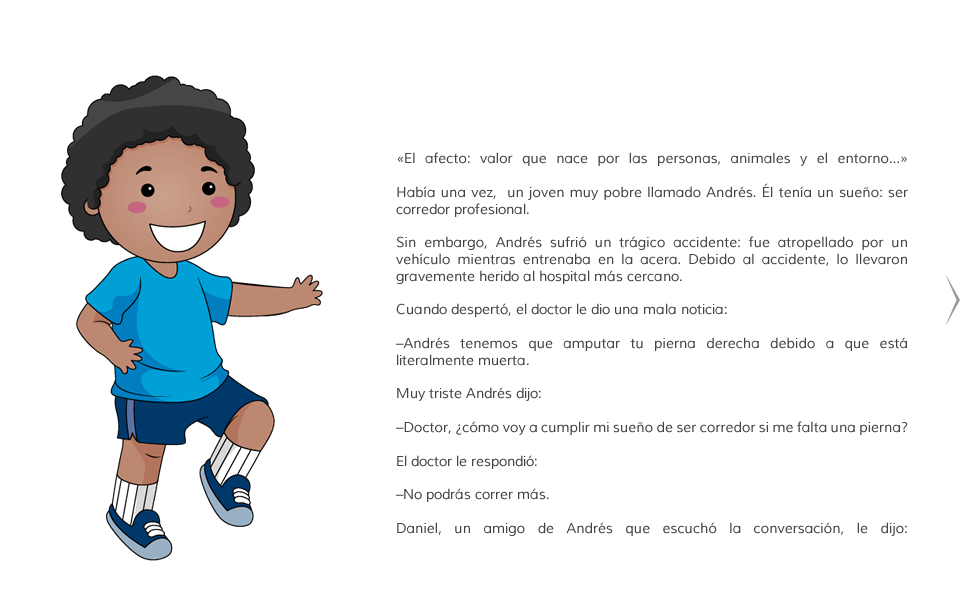 «El afecto: valor que nace por las personas, animales y el entorno...»
Había una vez,  un joven muy pobre llamado Andrés. Él tenía un sueño: ser
corredor profesional.
Sin embargo, Andrés sufrió un trágico accidente: fue atropellado por un
vehículo mientras entrenaba en la acera. Debido al accidente, lo llevaron
gravemente herido al hospital más cercano.
Cuando despertó, el doctor le dio una mala noticia:
–Andrés tenemos que amputar tu pierna derecha debido a que está
literalmente muerta.
Muy triste Andrés dijo:
–Doctor, ¿cómo voy a cumplir mi sueño de ser corredor si me falta una pierna?
El doctor le respondió:
–No podrás correr más.
Daniel, un amigo de Andrés que escuchó la conversación, le dijo: